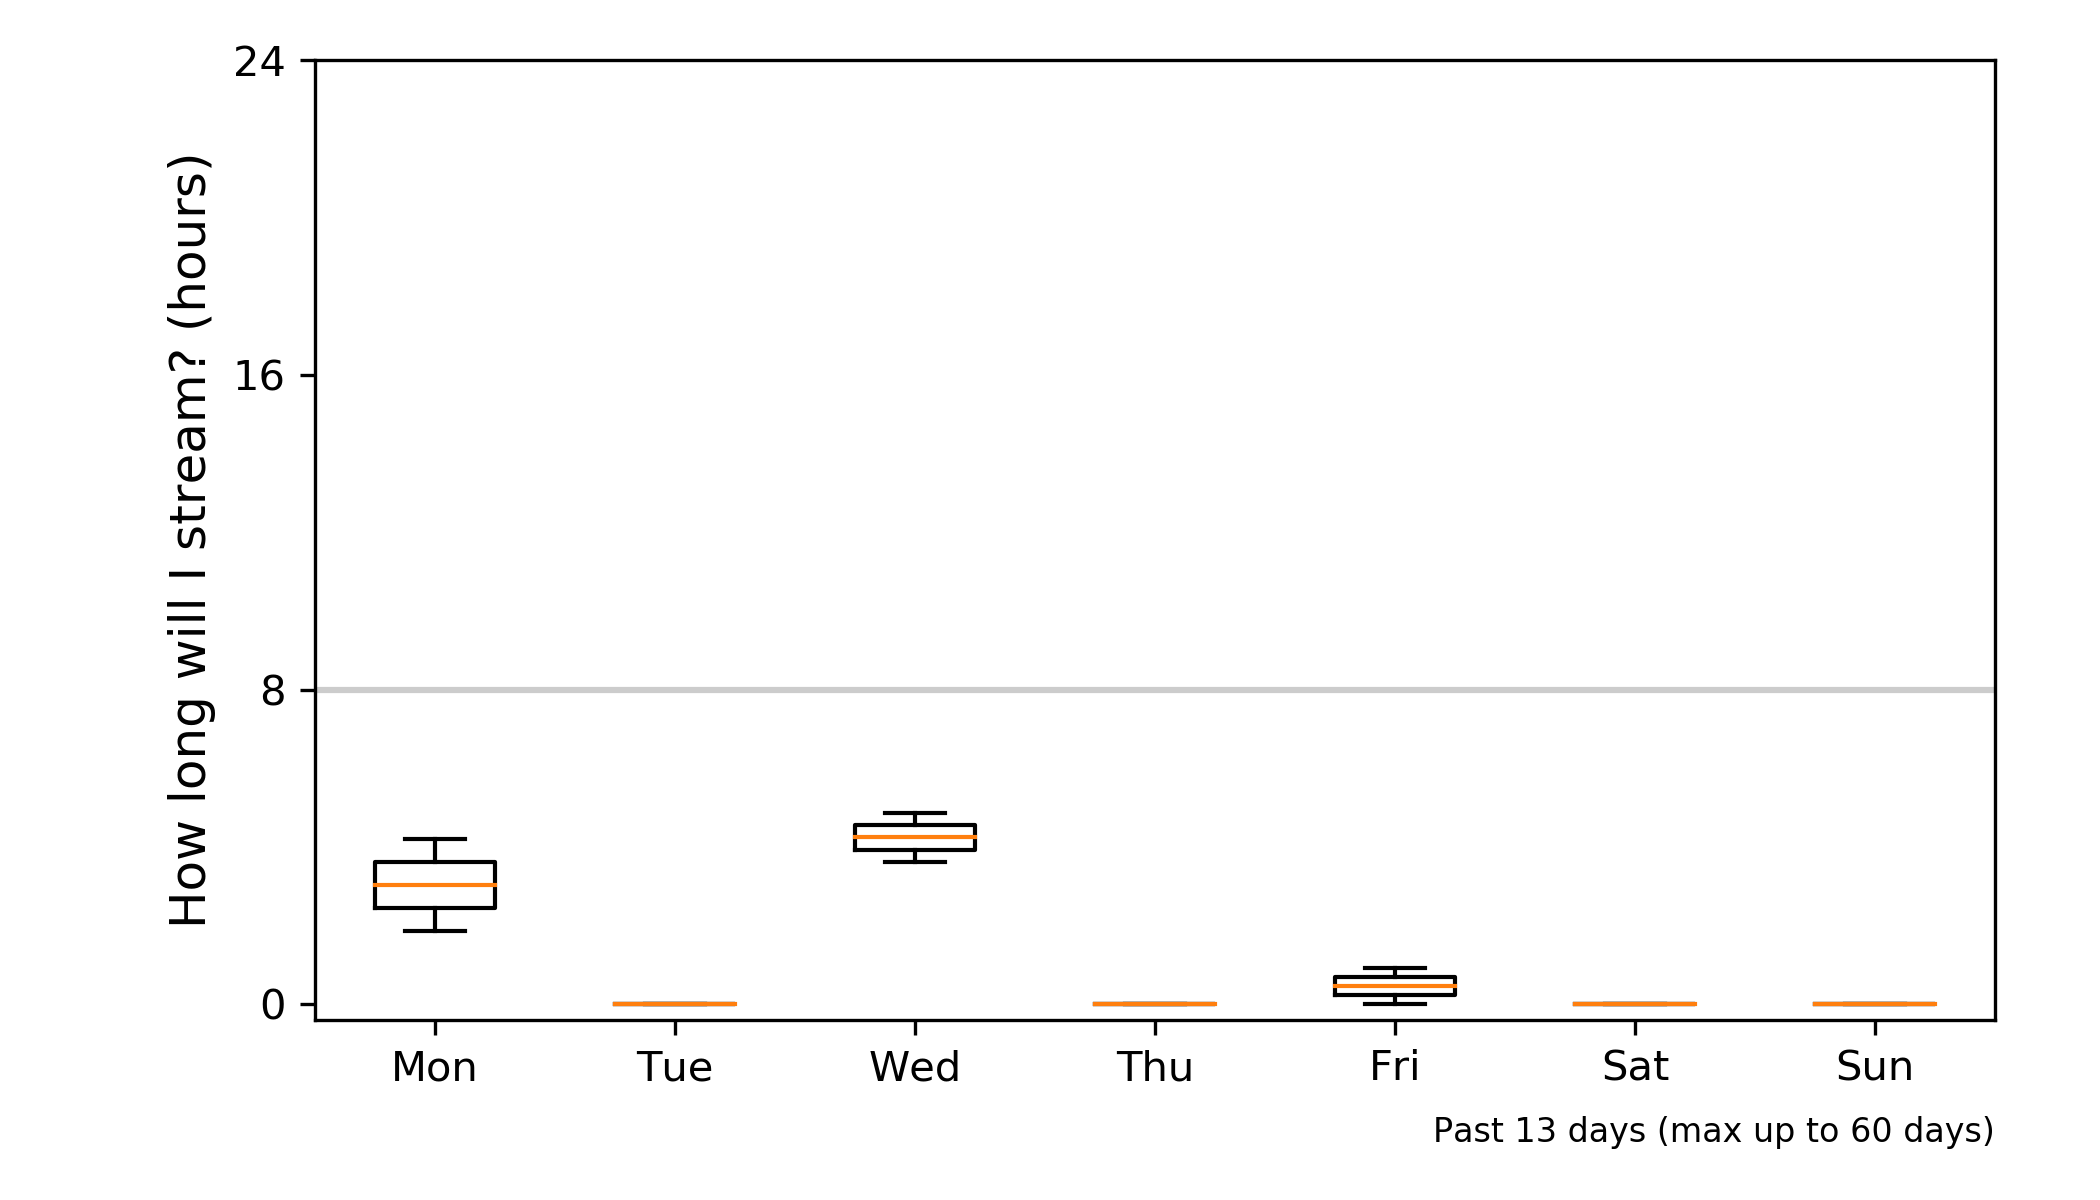 How long will I stream? (hours)
24
16
8
0
Mon Tue Wed Thu Fri Sat Sun
Past 13 days (max up to 60 days)